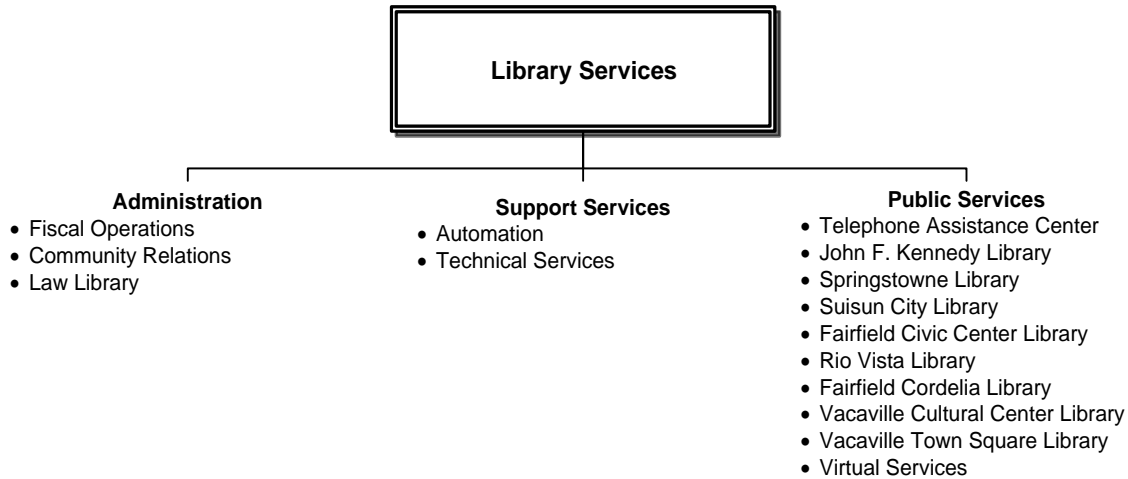 Library Services
Administration
• Fiscal Operations
• Community Relations
• Law Library
Support Services
• Automation
• Technical Services
Public Services
• Telephone Assistance Center
• John F. Kennedy Library
• Springstowne Library
• Suisun City Library
• Fairfield Civic Center Library
• Rio Vista Library
• Fairfield Cordelia Library
• Vacaville Cultural Center Library
• Vacaville Town Square Library
• Virtual Services